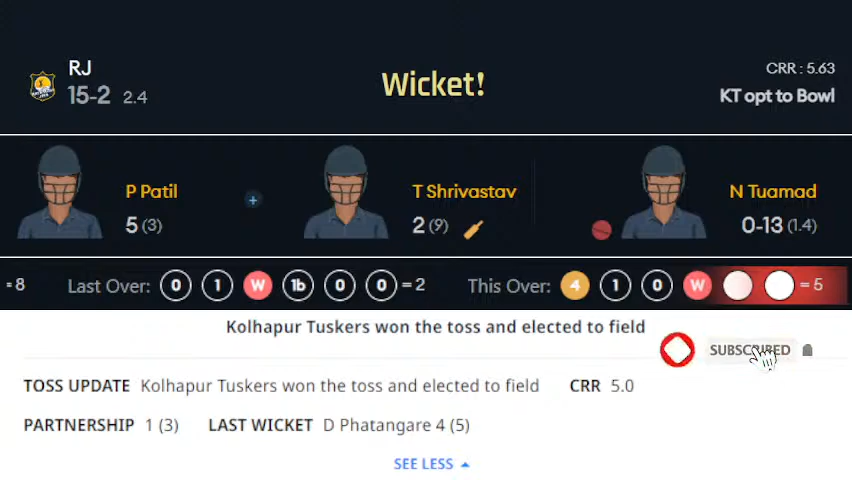 RJ
15-2 2.4
Wicket!
CRR : 5.63
KT opt to Bowl
P Patil
5 (3)
+
T Shrivastav
2 (9)
N Tuamad
0-13 (1.4)
=8 Last Over: 0 1 W 1b 0 0 =2 This Over: 4 1 0 W = 5
Kolhapur Tuskers won the toss and elected to field
SUBSCRIBED
TOSS UPDATE Kolhapur Tuskers won the toss and elected to field CRR 5.0
PARTNERSHIP 1 (3) LAST WICKET D Phatangare 4 (5)
SEE LESS